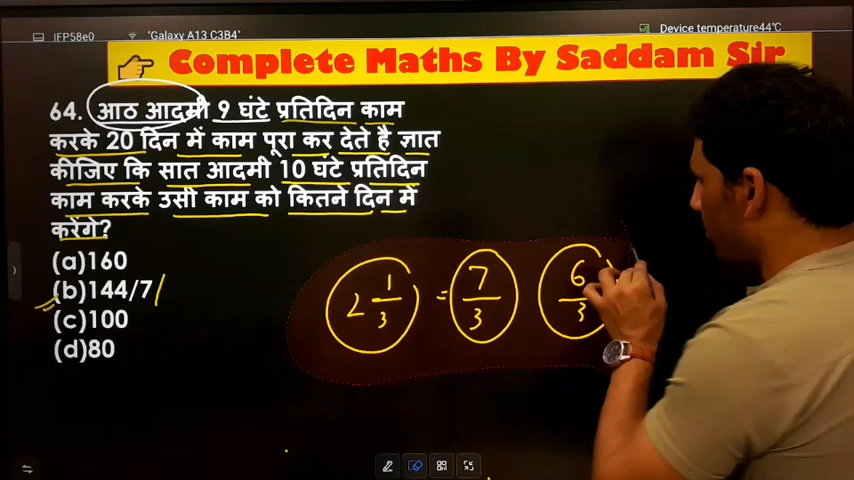 IFP58e0
"Galaxy A13 C3B4"
Device temperature44℃
Complete Maths By Saddam Sir
64. आठ आदमी 9 घंटे प्रतिदिन काम
करके 20 दिन में काम पूरा कर देते है ज्ञात
कीजिए कि सात आदमी 10 घंटे प्रतिदिन
काम करके उसी काम को कितने दिन में
करेंगे?
(a)160
(b)144/7
(c)100
(d)80
2 1/3 = 7/3 6/3